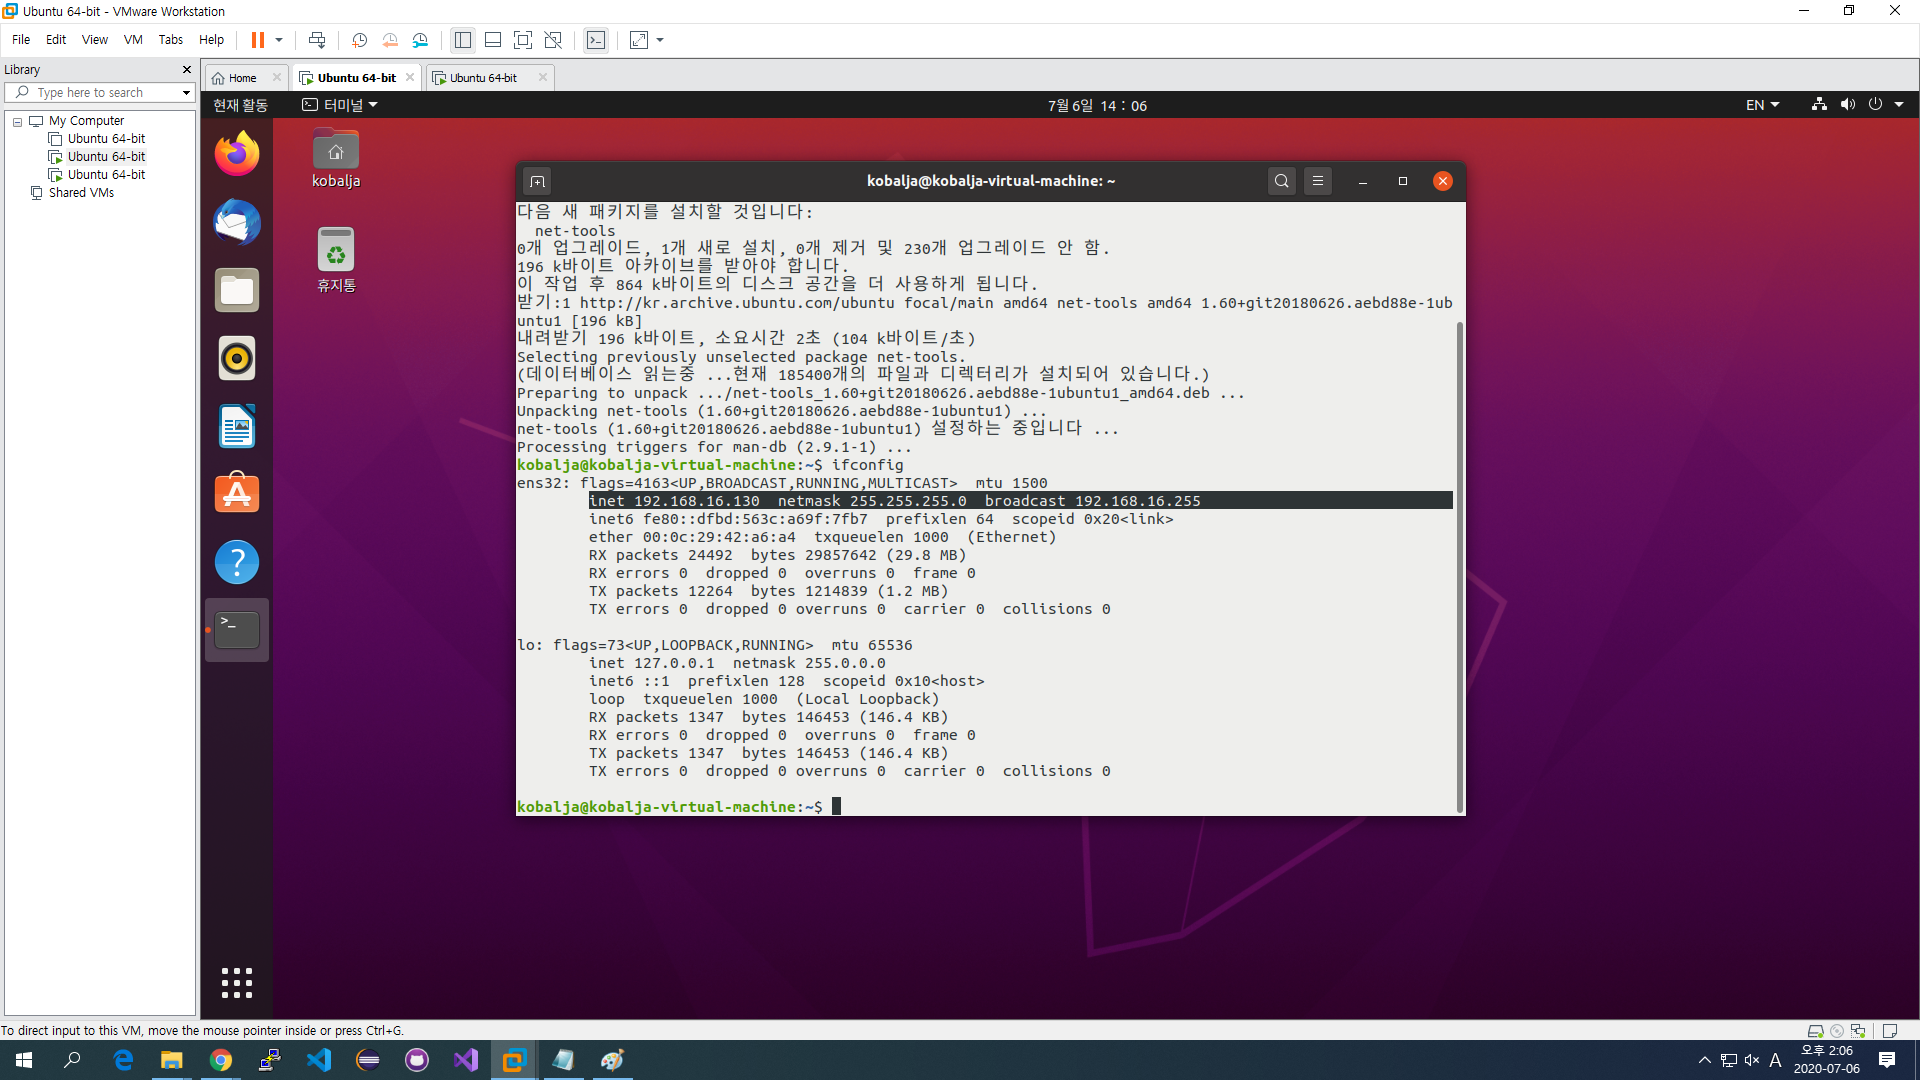 Ubuntu 64-bit - VMware Workstation
File Edit View VM Tabs Help
Library
Type here to search
My Computer
Ubuntu 64-bit
Ubuntu 64-bit
Ubuntu 64-bit
Shared VMs
Home
Ubuntu 64-bit
Ubuntu 64-bit
현재 활동
터미널
7월 6일 14 : 06
EN
kobalja
휴지통
kobalja@kobalja-virtual-machine: ~
다음 새 패키지를 설치할 것입니다:
net-tools
0개 업그레이드, 1개 새로 설치, 0개 제거 및 230개 업그레이드 안 함.
196 k바이트 아카이브를 받아야 합니다.
이 작업 후 864 k바이트의 디스크 공간을 더 사용하게 됩니다.
받기:1 http://kr.archive.ubuntu.com/ubuntu focal/main amd64 net-tools amd64 1.60+git20180626.aebd88e-1ub
untu1 [196 kB]
내려받기 196 k바이트, 소요시간 2초 (104 k바이트/초)
Selecting previously unselected package net-tools.
(데이터베이스 읽는중 ...현재 185400개의 파일과 디렉터리가 설치되어 있습니다.)
Preparing to unpack .../net-tools_1.60+git20180626.aebd88e-1ubuntu1_amd64.deb ...
Unpacking net-tools (1.60+git20180626.aebd88e-1ubuntu1) ...
net-tools (1.60+git20180626.aebd88e-1ubuntu1) 설정하는 중입니다 ...
Processing triggers for man-db (2.9.1-1) ...
kobalja@kobalja-virtual-machine:~$ ifconfig
ens32: flags=4163<UP,BROADCAST,RUNNING,MULTICAST>  mtu 1500
inet 192.168.16.130  netmask 255.255.255.0  broadcast 192.168.16.255
inet6 fe80::dfbd:563c:a69f:7fb7  prefixlen 64  scopeid 0x20<link>
ether 00:0c:29:42:a6:a4  txqueuelen 1000  (Ethernet)
RX packets 24492  bytes 29857642 (29.8 MB)
RX errors 0  dropped 0  overruns 0  frame 0
TX packets 12264  bytes 1214839 (1.2 MB)
TX errors 0  dropped 0 overruns 0  carrier 0  collisions 0
lo: flags=73<UP,LOOPBACK,RUNNING>  mtu 65536
inet 127.0.0.1  netmask 255.0.0.0
inet6 ::1  prefixlen 128  scopeid 0x10<host>
loop  txqueuelen 1000  (Local Loopback)
RX packets 1347  bytes 146453 (146.4 KB)
RX errors 0  dropped 0  overruns 0  frame 0
TX packets 1347  bytes 146453 (146.4 KB)
TX errors 0  dropped 0 overruns 0  carrier 0  collisions 0
kobalja@kobalja-virtual-machine:~$
To direct input to this VM, move the mouse pointer inside or press Ctrl+G.
A
오후 2:06
2020-07-06